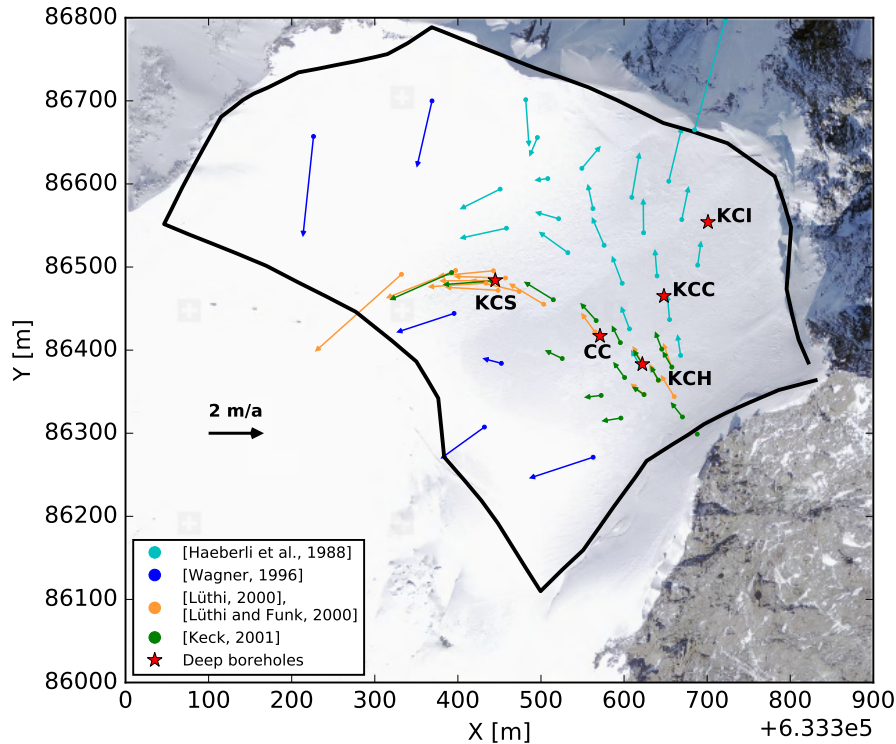 86800
86700
86600
86500
86400
86300
86200
86100
86000
Y [m]
KCI
KCC
KCS
CC
KCH
2 m/a
[Haeberli et al., 1988]
[Wagner, 1996]
[Lüthi, 2000],
[Lüthi and Funk, 2000]
[Keck, 2001]
Deep boreholes
0 100 200 300 400 500 600 700 800 900
X [m]
+6.333e5